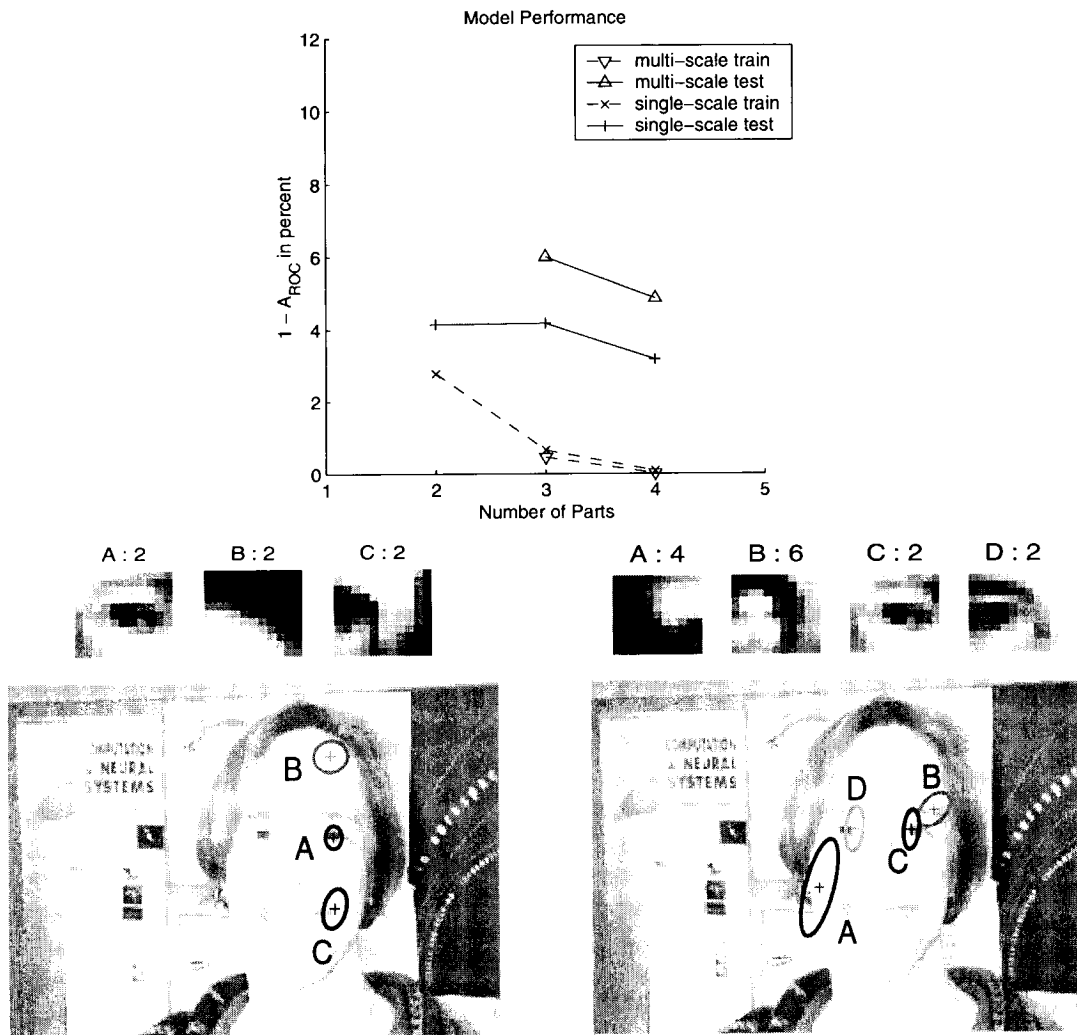 Model Performance
12
10
8
6
4
2
0
1 2 3 4 5
1 − A_ROC in percent
Number of Parts
multi−scale train
multi−scale test
single−scale train
single−scale test
A : 2 B : 2 C : 2
A : 4 B : 6 C : 2 D : 2
COMPUTATION
& NEURAL
SYSTEMS
B
A
C
COMPUTATION
& NEURAL
SYSTEMS
D
B
C
A